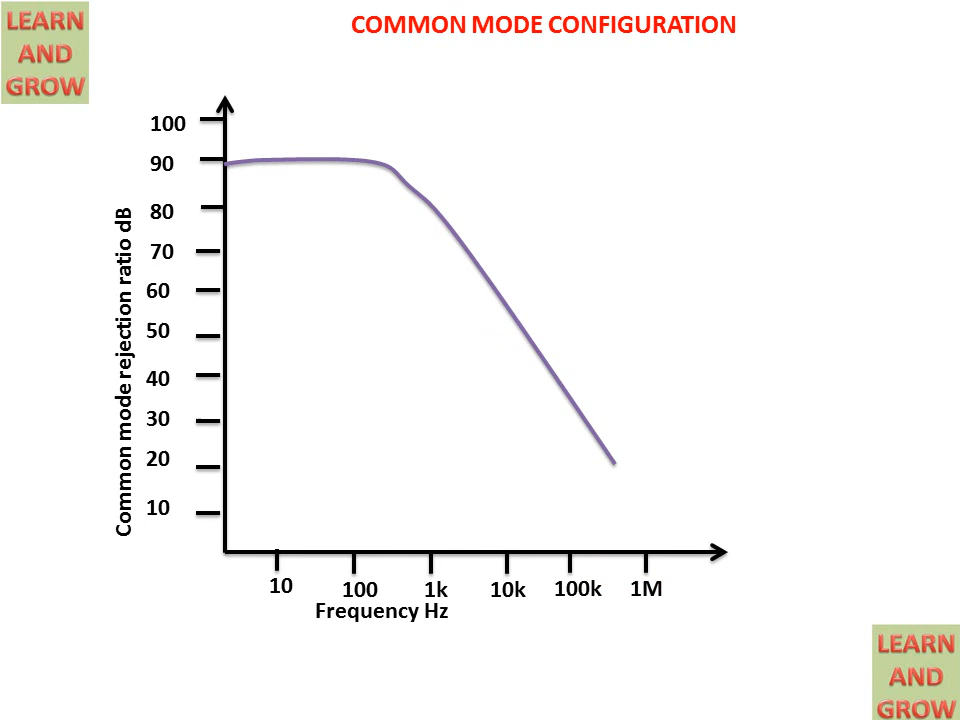 LEARN
AND
GROW
COMMON MODE CONFIGURATION
100
90
80
70
60
50
40
30
20
10
Common mode rejection ratio dB
10
100
1k
10k
100k
1M
Frequency Hz
LEARN
AND
GROW